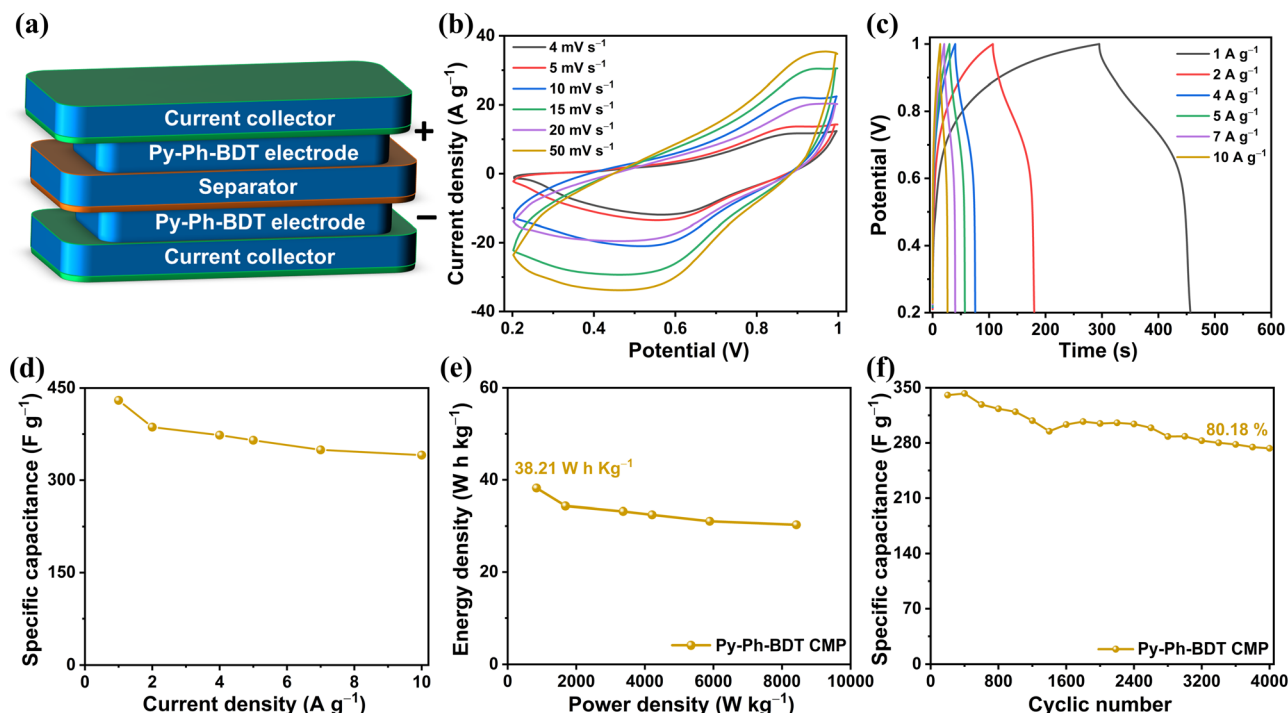 (a)
Current collector
Py-Ph-BDT electrode
Separator
Py-Ph-BDT electrode
Current collector
+
−
(b)
40
20
0
-20
-40
Current density (A g⁻¹)
4 mV s⁻¹
5 mV s⁻¹
10 mV s⁻¹
15 mV s⁻¹
20 mV s⁻¹
50 mV s⁻¹
0.2
0.4
0.6
0.8
1
Potential (V)
(c)
1
0.8
0.6
0.4
0.2
Potential (V)
1 A g⁻¹
2 A g⁻¹
4 A g⁻¹
5 A g⁻¹
7 A g⁻¹
10 A g⁻¹
0
100
200
300
400
500
600
Time (s)
(d)
450
300
150
0
Specific capacitance (F g⁻¹)
0
2
4
6
8
10
Current density (A g⁻¹)
(e)
60
40
20
0
Energy density (W h kg⁻¹)
38.21 W h Kg⁻¹
Py-Ph-BDT CMP
0
2000
4000
6000
8000
10000
Power density (W kg⁻¹)
(f)
350
280
210
140
70
0
Specific capacitance (F g⁻¹)
80.18 %
Py-Ph-BDT CMP
0
800
1600
2400
3200
4000
Cyclic number